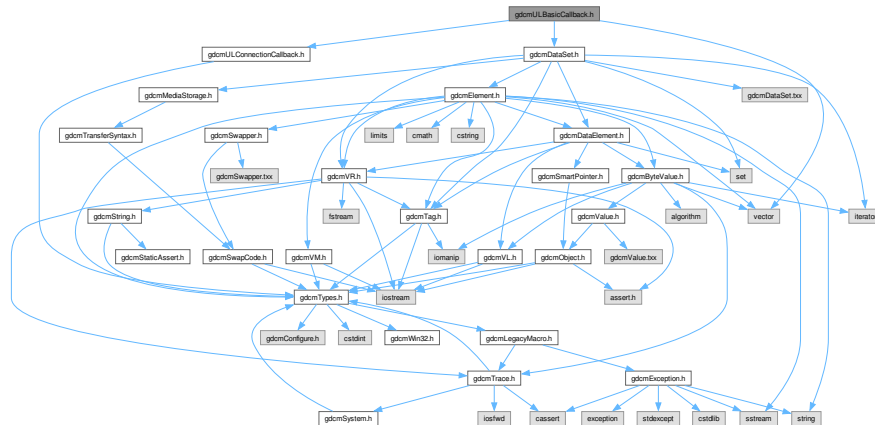 gdcmULBasicCallback.h
gdcmULConnectionCallback.h
gdcmDataSet.h
gdcmMediaStorage.h
gdcmElement.h
gdcmDataSet.txx
gdcmTransferSyntax.h
gdcmSwapper.h
limits
cmath
cstring
gdcmDataElement.h
gdcmSwapper.txx
gdcmVR.h
gdcmSmartPointer.h
gdcmByteValue.h
set
gdcmString.h
fstream
gdcmTag.h
gdcmValue.h
algorithm
vector
iterator
gdcmStaticAssert.h
gdcmSwapCode.h
gdcmVM.h
iomanip
gdcmVL.h
gdcmObject.h
gdcmValue.txx
gdcmTypes.h
iostream
assert.h
gdcmConfigure.h
cstdint
gdcmWin32.h
gdcmLegacyMacro.h
gdcmTrace.h
gdcmException.h
gdcmSystem.h
iosfwd
cassert
exception
stdexcept
cstdlib
sstream
string